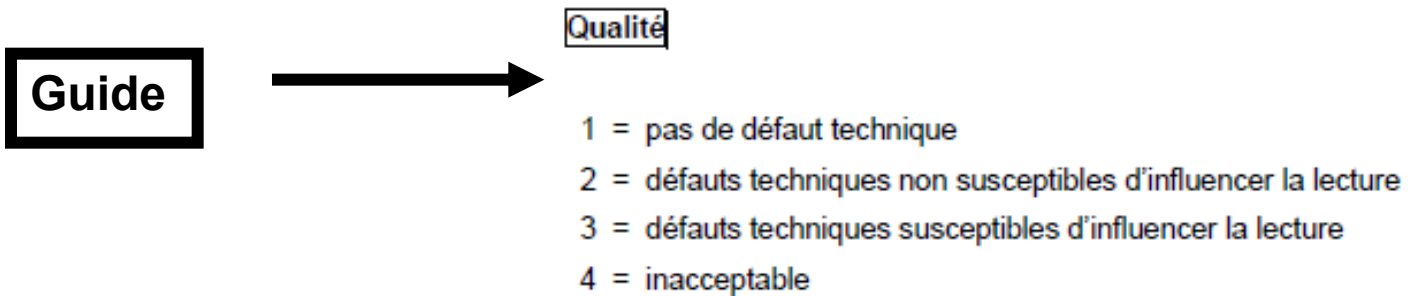 Qualité
Guide
1 = pas de défaut technique
2 = défauts techniques non susceptibles d'influencer la lecture
3 = défauts techniques susceptibles d'influencer la lecture
4 = inacceptable